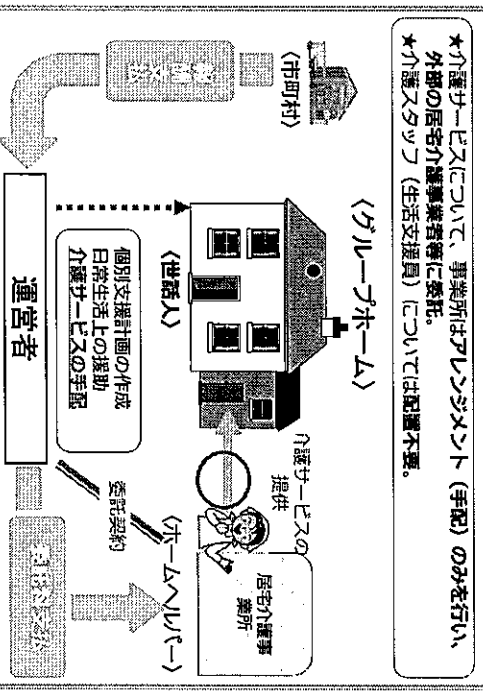 ★介護サービスについて、事業所はアレンジメント（手配）のみを行い、
外部の居宅介護事業者等に委託。
★介護スタッフ（生活支援員）については配置不要。
〈グループホーム〉
〈市町村〉
〈世話人〉
個別支援計画の作成
日常生活上の援助
介護サービスの手配
運営者
介護サービスの
提供
居宅介護事
業所
〈ホームヘルパー〉
委託契約